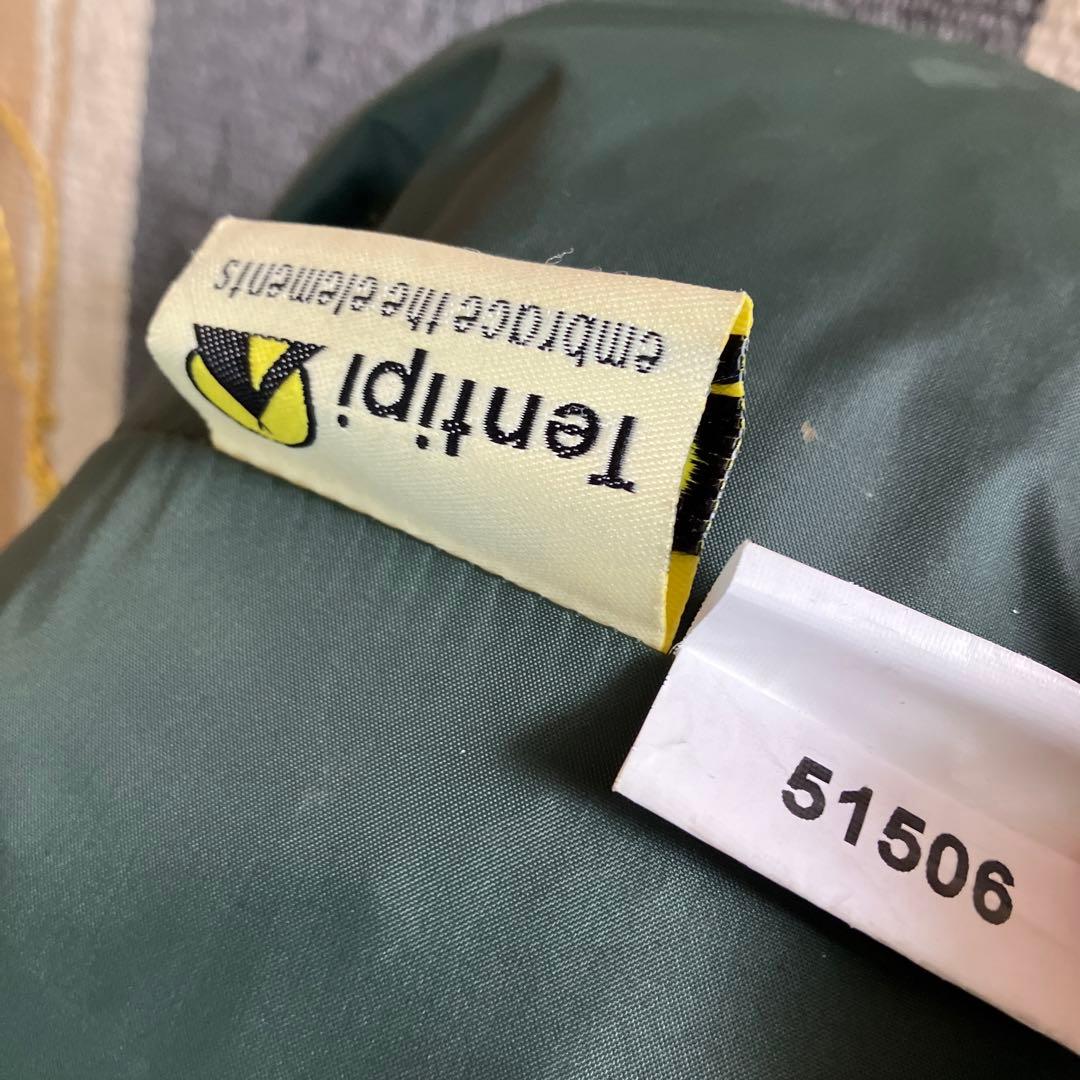 Tentipi
embrace the elements
51506